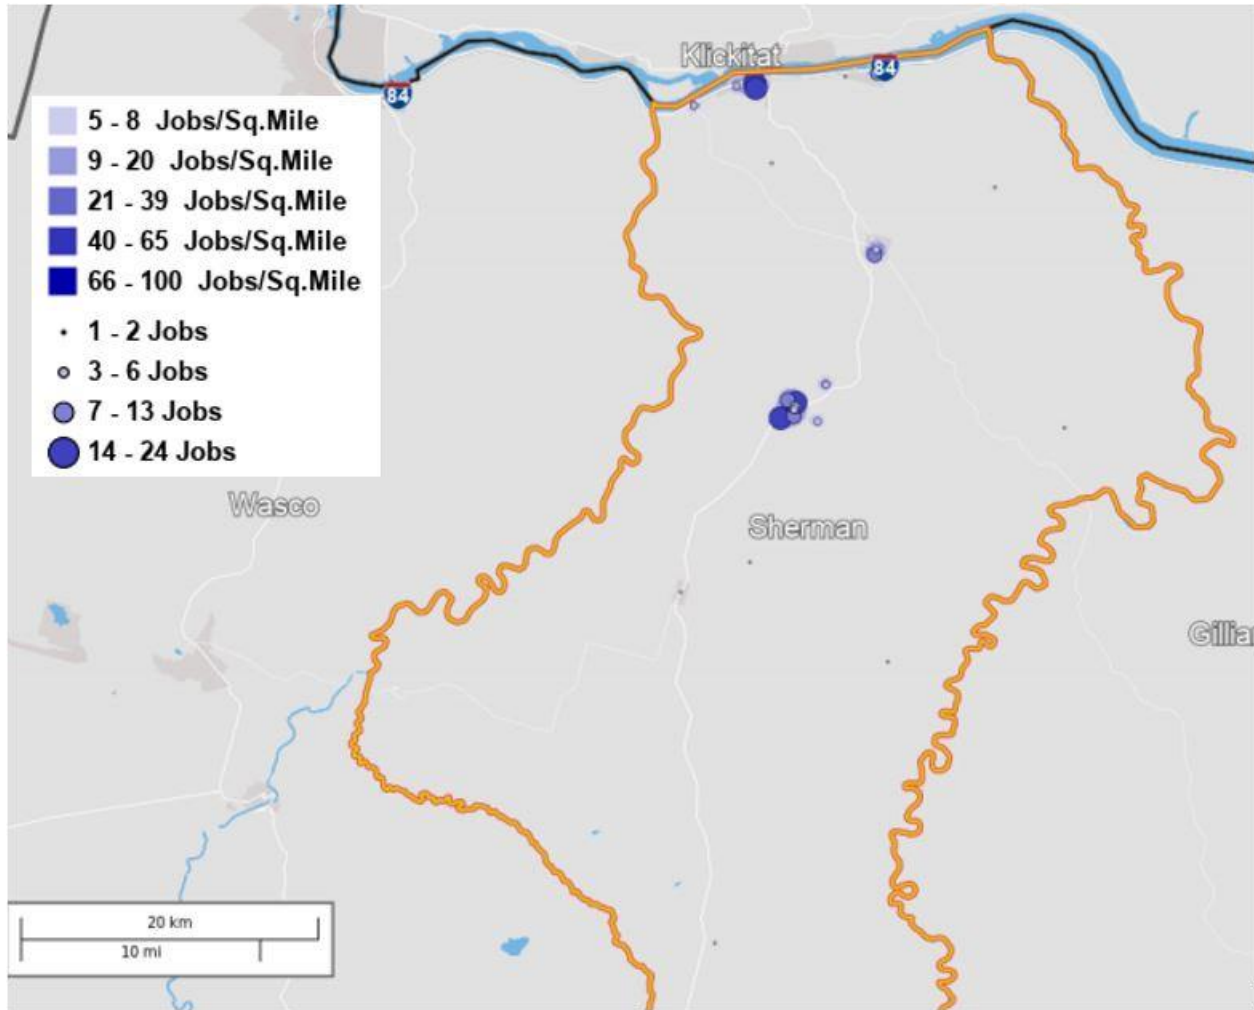 Klickitat
84
84
5 - 8 Jobs/Sq.Mile
9 - 20 Jobs/Sq.Mile
21 - 39 Jobs/Sq.Mile
40 - 65 Jobs/Sq.Mile
66 - 100 Jobs/Sq.Mile
1 - 2 Jobs
3 - 6 Jobs
7 - 13 Jobs
14 - 24 Jobs
Wasco
Sherman
Gillia
20 km
10 mi